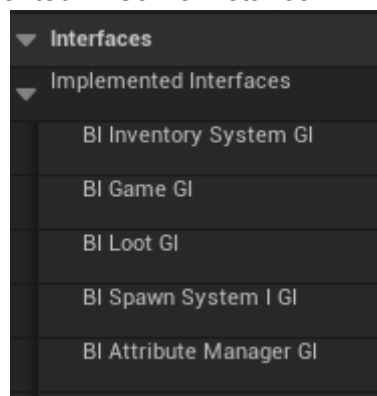 Interfaces
Implemented Interfaces
BI Inventory System GI
BI Game GI
BI Loot GI
BI Spawn System I GI
BI Attribute Manager GI